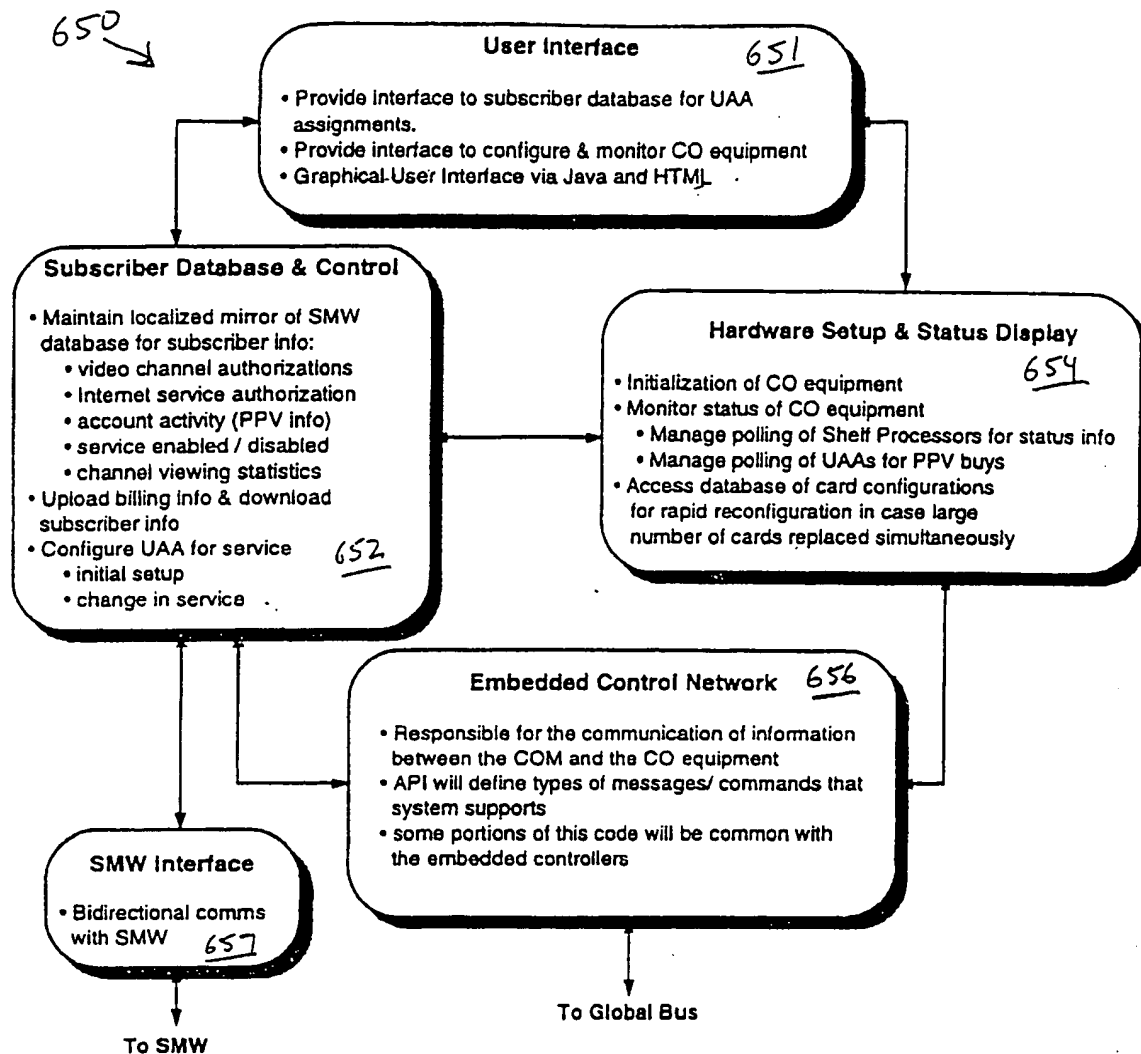 650
User Interface
651
• Provide interface to subscriber database for UAA
assignments.
• Provide interface to configure & monitor CO equipment
• Graphical-User Interface via Java and HTML
Subscriber Database & Control
• Maintain localized mirror of SMW
database for subscriber info:
• video channel authorizations
• Internet service authorization
• account activity (PPV info)
• service enabled / disabled
• channel viewing statistics
• Upload billing info & download
subscriber info
• Configure UAA for service
652
• initial setup
• change in service
Hardware Setup & Status Display
654
• Initialization of CO equipment
• Monitor status of CO equipment
• Manage polling of Shelf Processors for status info
• Manage polling of UAAs for PPV buys
• Access database of card configurations
for rapid reconfiguration in case large
number of cards replaced simultaneously
Embedded Control Network
656
• Responsible for the communication of information
between the COM and the CO equipment
• API will define types of messages/ commands that
system supports
• some portions of this code will be common with
the embedded controllers
SMW Interface
• Bidirectional comms
with SMW
657
To Global Bus
To SMW